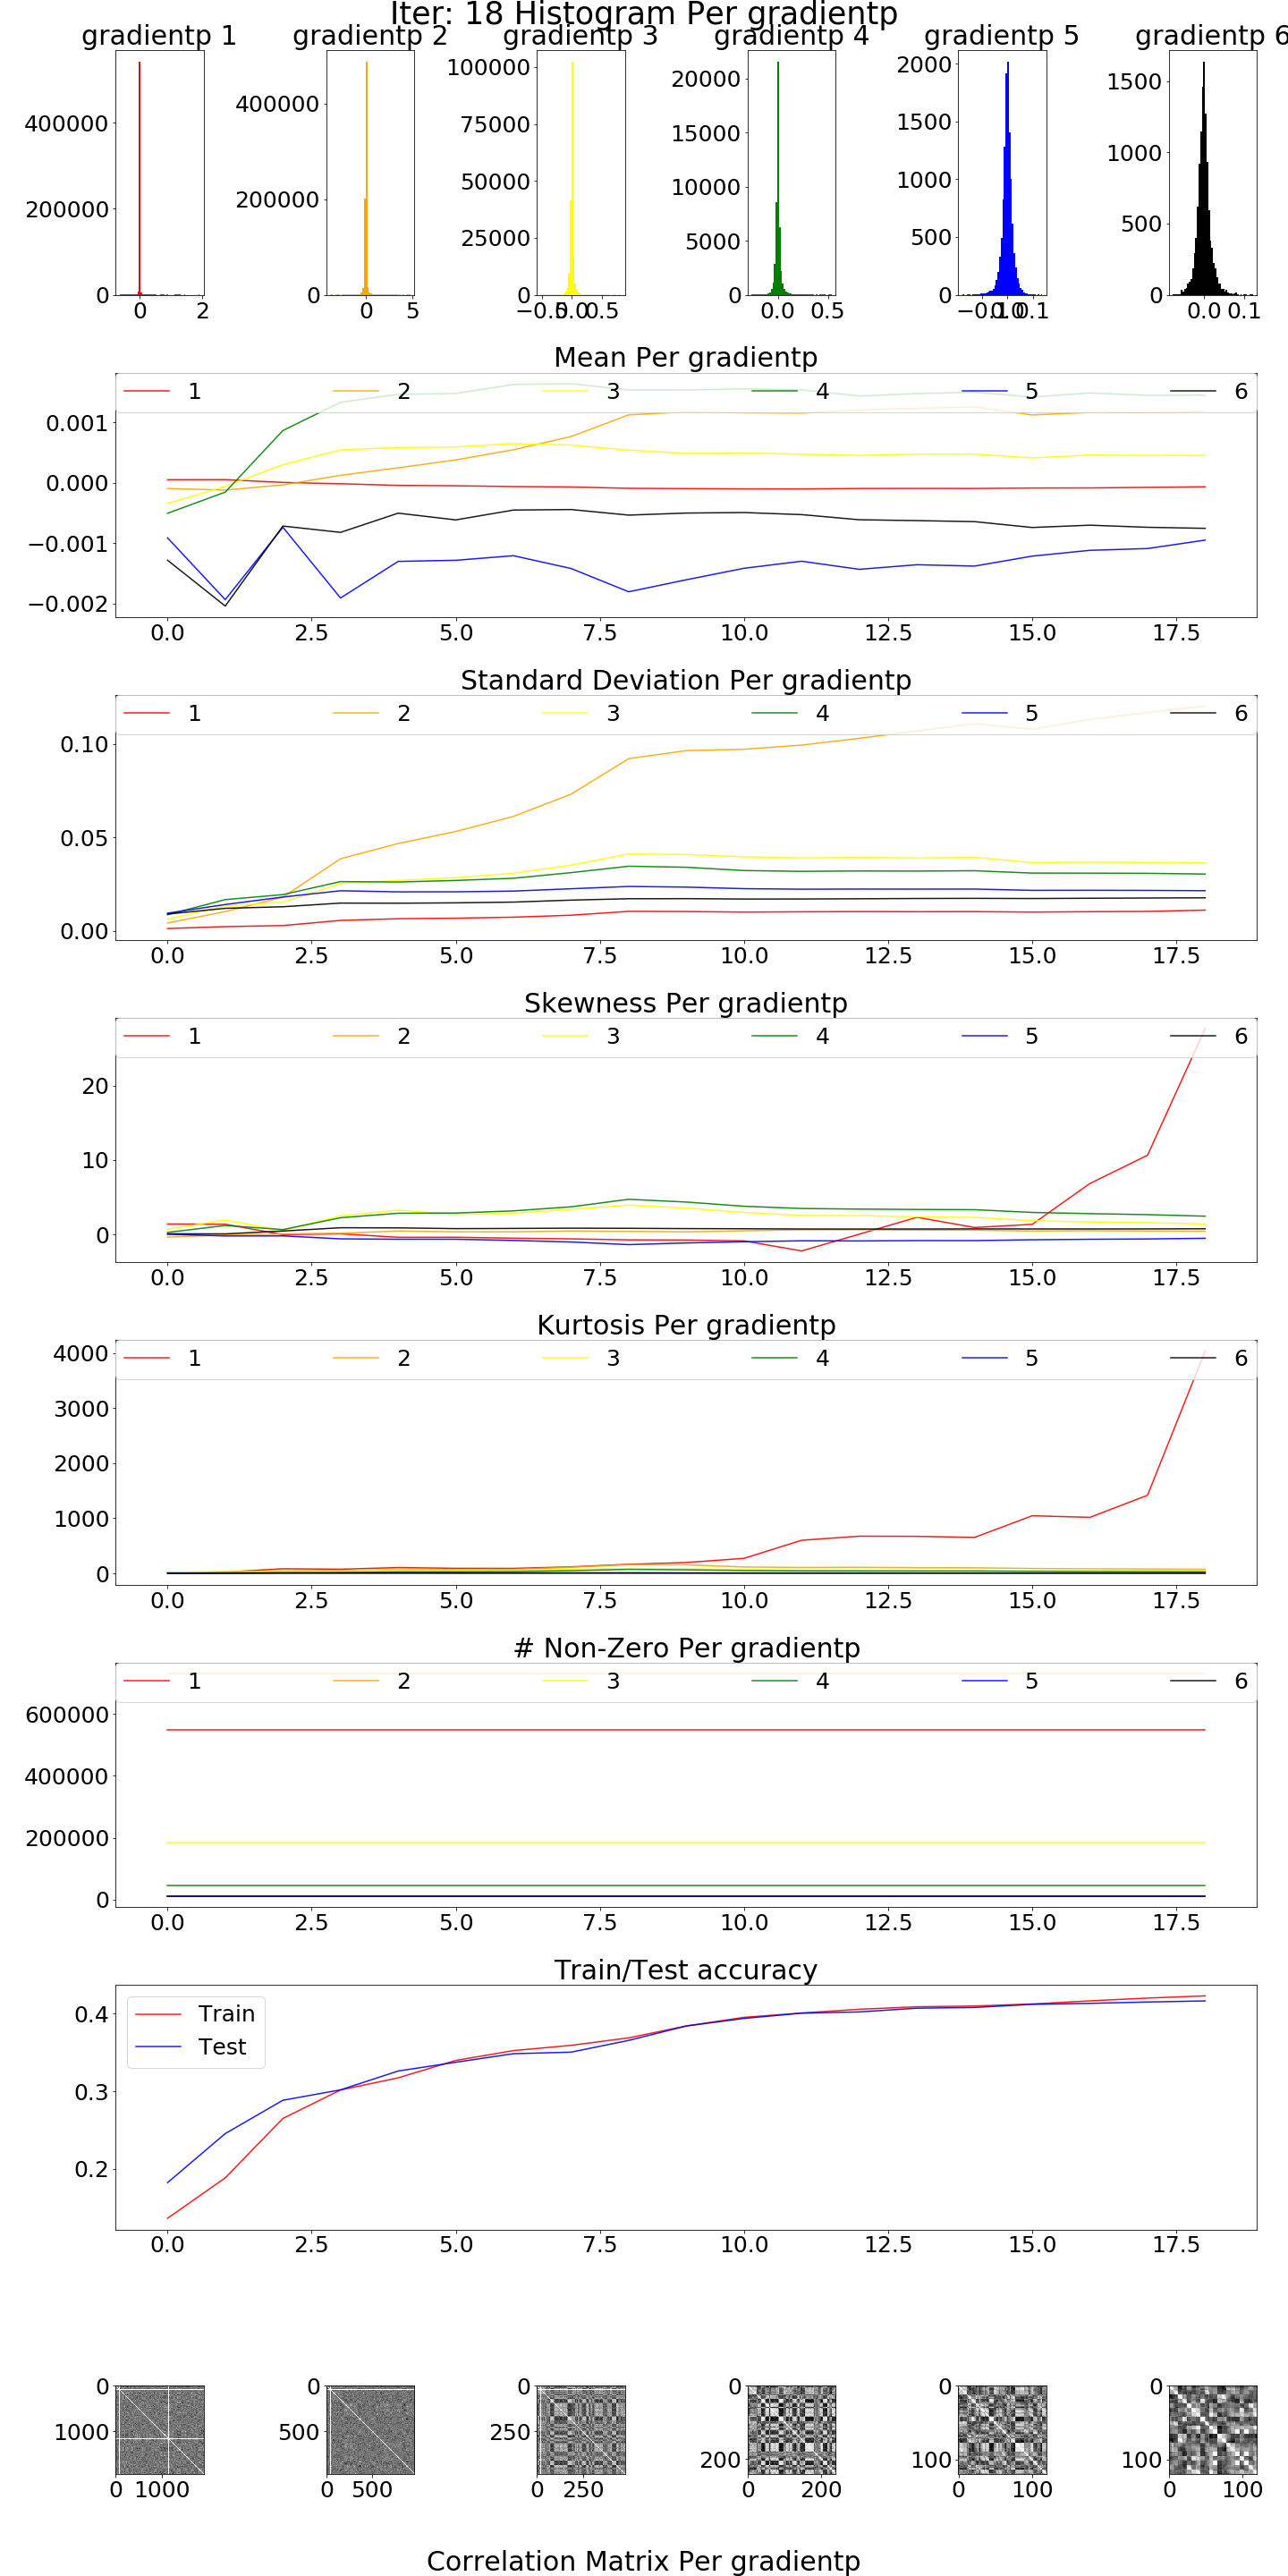 Iter: 18 Histogram Per gradientp
gradientp 1 gradientp 2 gradientp 3 gradientp 4 gradientp 5 gradientp 6
400000
200000
0
0 2
400000
200000
0
0 5
100000
75000
50000
25000
0
−0.5 0.0 0.5
20000
15000
10000
5000
0
0.0 0.5
2000
1500
1000
500
0
−0.1 0.0 0.1
1500
1000
500
0
0.0 0.1
Mean Per gradientp
1 2 3 4 5 6
0.001
0.000
−0.001
−0.002
0.0 2.5 5.0 7.5 10.0 12.5 15.0 17.5
Standard Deviation Per gradientp
1 2 3 4 5 6
0.10
0.05
0.00
0.0 2.5 5.0 7.5 10.0 12.5 15.0 17.5
Skewness Per gradientp
1 2 3 4 5 6
20
10
0
0.0 2.5 5.0 7.5 10.0 12.5 15.0 17.5
Kurtosis Per gradientp
1 2 3 4 5 6
4000
3000
2000
1000
0
0.0 2.5 5.0 7.5 10.0 12.5 15.0 17.5
# Non-Zero Per gradientp
1 2 3 4 5 6
600000
400000
200000
0
0.0 2.5 5.0 7.5 10.0 12.5 15.0 17.5
Train/Test accuracy
Train
Test
0.4
0.3
0.2
0.0 2.5 5.0 7.5 10.0 12.5 15.0 17.5
0
1000
0 1000
0
500
0 500
0
250
0 250
0
200
0 200
0
100
0 100
0
100
0 100
Correlation Matrix Per gradientp